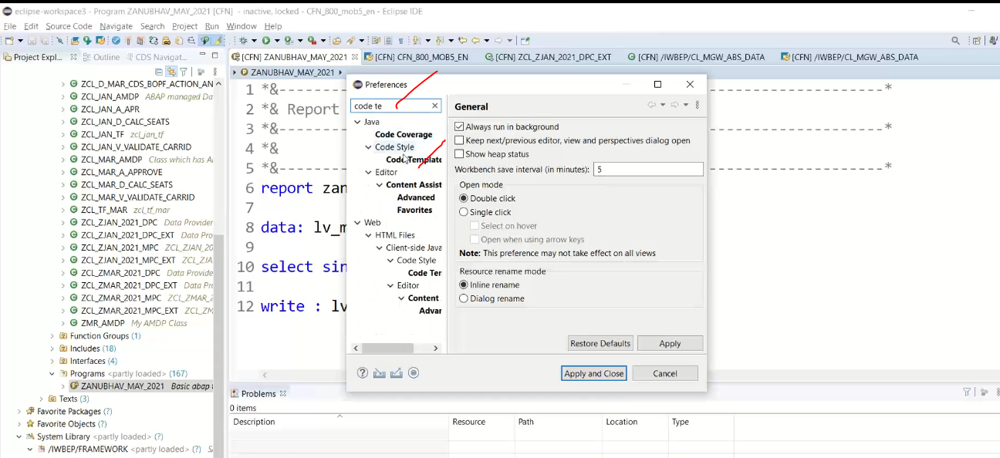 eclipse-workspace3 - Program ZANUBHAV_MAY_2021 [CFN] - inactive, locked - CFN_800_mob5_en - Eclipse IDE
File Edit Source Code Navigate Search Project Run Window Help
Project Expl... Outline CDS Navigat...
[CFN] ZANUBHAV_MAY_2021 [CFN] CFN_800_MOB5_EN [CFN] ZCL_ZJAN_2021_DPC_EXT [CFN] /IWBEP/CL_MGW_ABS_DATA [CFN] /IWBEP/CL_MGW_ABS_DATA
ZANUBHAV_MAY_2021
ZCL_D_MAR_CDS_BOPF_ACTION_AN
ZCL_JAN_AMDP ABAP managed Da
ZCL_JAN_A_APR
ZCL_JAN_D_CALC_SEATS
ZCL_JAN_TF zcl_jan_tf
ZCL_JAN_V_VALIDATE_CARRID
ZCL_MAR_AMDP Class which has A
ZCL_MAR_A_APPROVE
ZCL_MAR_D_CALC_SEATS
ZCL_MAR_V_VALIDATE_CARRID
ZCL_TF_MAR zcl_tf_mar
ZCL_ZJAN_2021_DPC Data Provider
ZCL_ZJAN_2021_DPC_EXT Data Pro
ZCL_ZJAN_2021_MPC ZCL_ZJAN_20
ZCL_ZJAN_2021_MPC_EXT ZCL_ZJA
ZCL_ZMAR_2021_DPC Data Provide
ZCL_ZMAR_2021_DPC_EXT Data Pr
ZCL_ZMAR_2021_MPC ZCL_ZMAR_2
ZCL_ZMAR_2021_MPC_EXT ZCL_ZM
ZMR_AMDP My AMDP Class
Function Groups (1)
Includes (18)
Interfaces (4)
Programs <partly loaded> (167)
ZANUBHAV_MAY_2021 Basic abap
Texts (3)
Favorite Packages (?)
Favorite Objects (?)
System Library <partly loaded> (?)
/IWBEP/FRAMEWORK <partly loaded> (?)
1 *&---------------------------------------------------------------------*
2 *& Report
3 *&---------------------------------------------------------------------*
4 *&
5 *&---------------------------------------------------------------------*
6 report zan
7
8 data: lv_m
9
10 select sin
11
12 write : lv
Preferences
code te
Java
Code Coverage
Code Style
Code Template
Editor
Content Assist
Advanced
Favorites
Web
HTML Files
Client-side Java
Code Style
Code Ter
Editor
Content
Advar
General
Always run in background
Keep next/previous editor, view and perspectives dialog open
Show heap status
Workbench save interval (in minutes): 5
Open mode
Double click
Single click
Select on hover
Open when using arrow keys
Note: This preference may not take effect on all views
Resource rename mode
Inline rename
Dialog rename
Restore Defaults Apply
Apply and Close Cancel
Problems
0 items
Description Resource Path Location Type